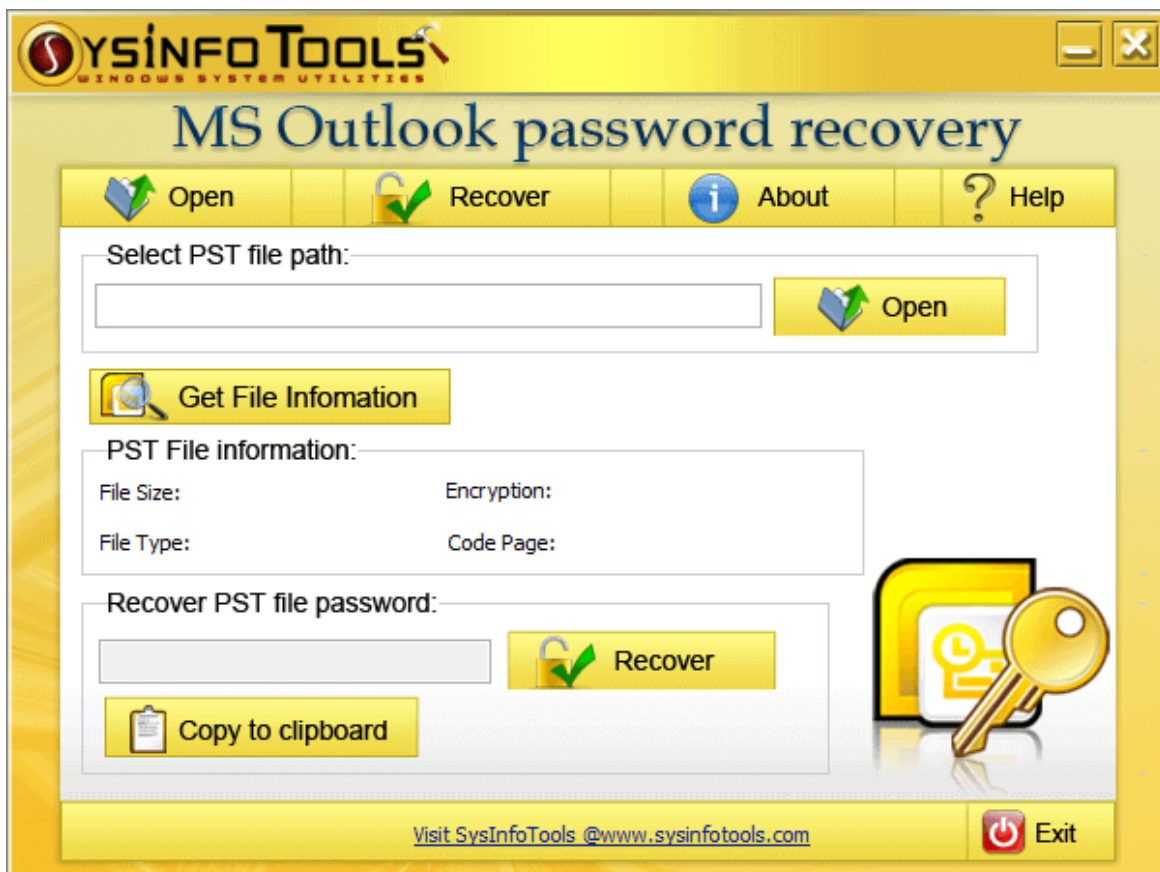 SYSINFO TOOLS
WINDOWS SYSTEM UTILITIES
MS Outlook password recovery
Open Recover About Help
Select PST file path:
Open
Get File Infomation
PST File information:
File Size: Encryption:
File Type: Code Page:
Recover PST file password:
Recover
Copy to clipboard
Visit SysInfoTools @www.sysinfotools.com Exit